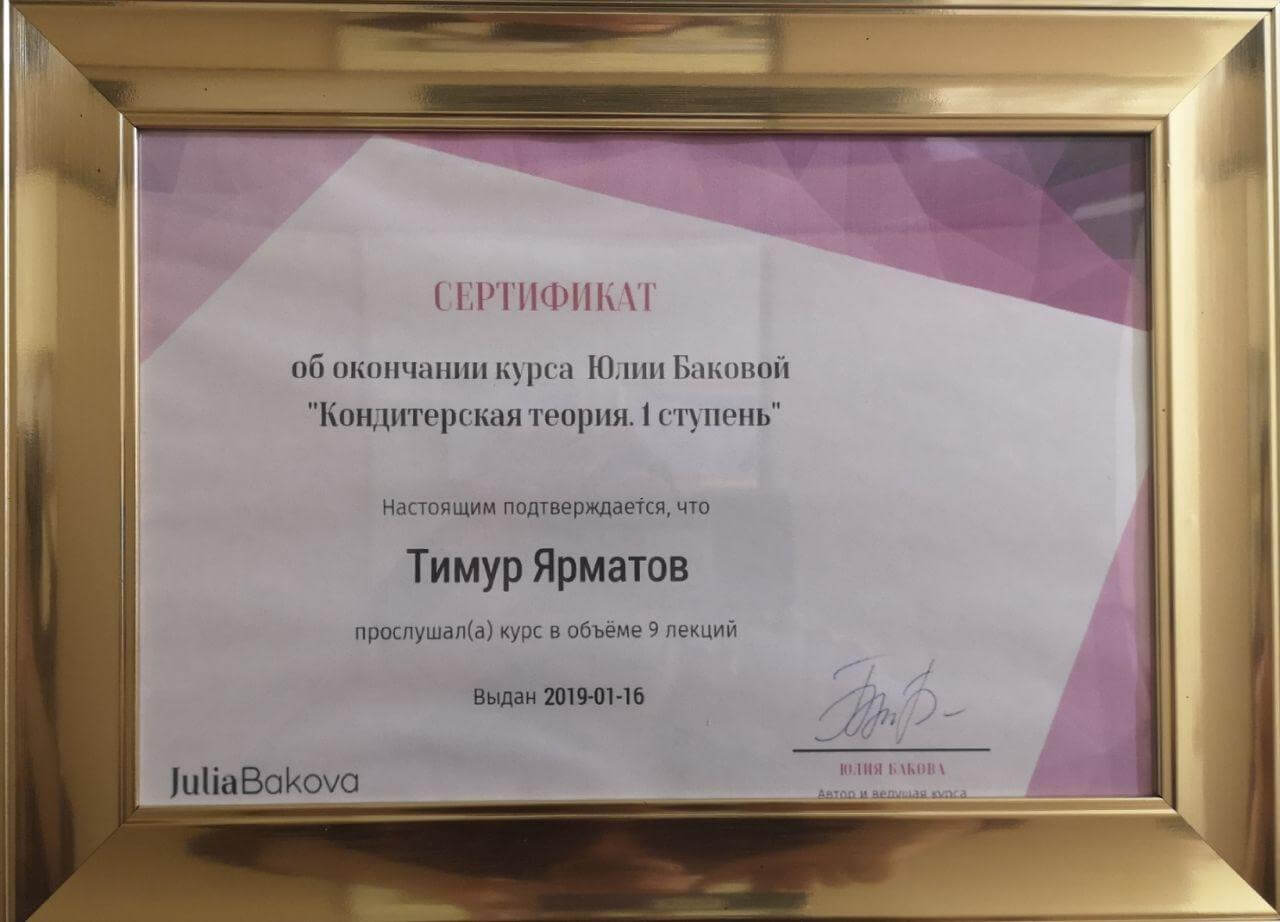 СЕРТИФИКАТ
об окончании курса Юлии Баковой
"Кондитерская теория. 1 ступень"
Настоящим подтверждается, что
Тимур Ярматов
прослушал(а) курс в объёме 9 лекций
Выдан 2019-01-16
JuliaBakova
ЮЛИЯ БАКОВА
Автор и ведущая курса